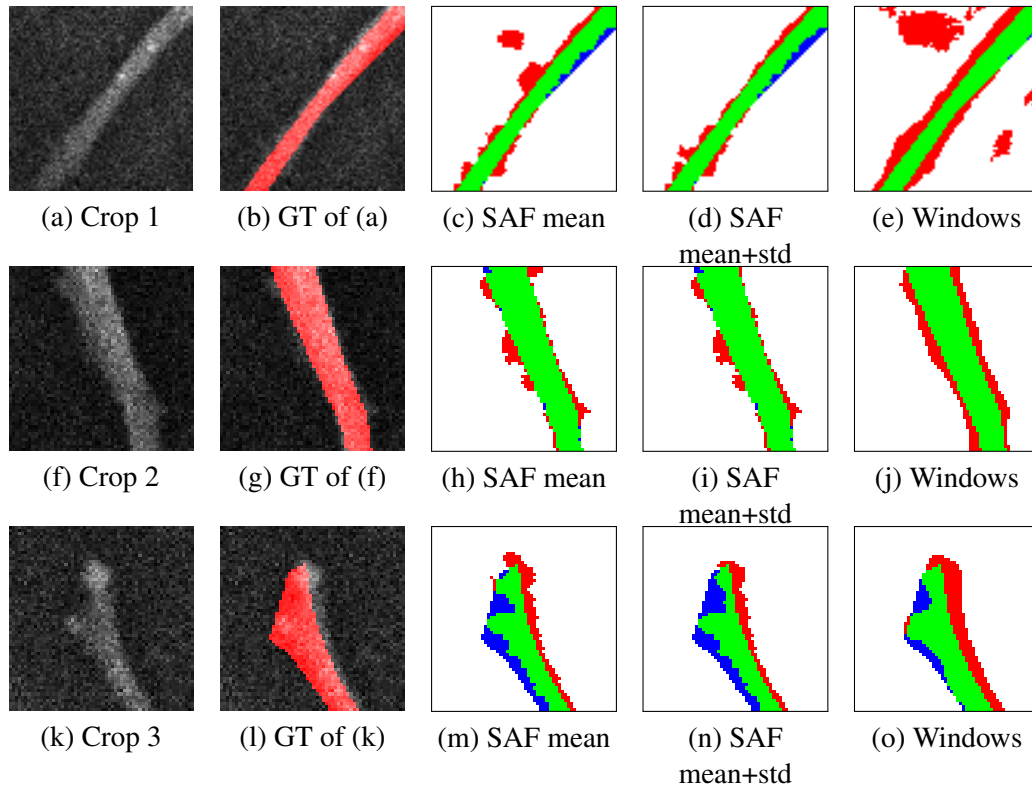 (a) Crop 1
(b) GT of (a)
(c) SAF mean
(d) SAF
mean+std
(e) Windows
(f) Crop 2
(g) GT of (f)
(h) SAF mean
(i) SAF
mean+std
(j) Windows
(k) Crop 3
(l) GT of (k)
(m) SAF mean
(n) SAF
mean+std
(o) Windows